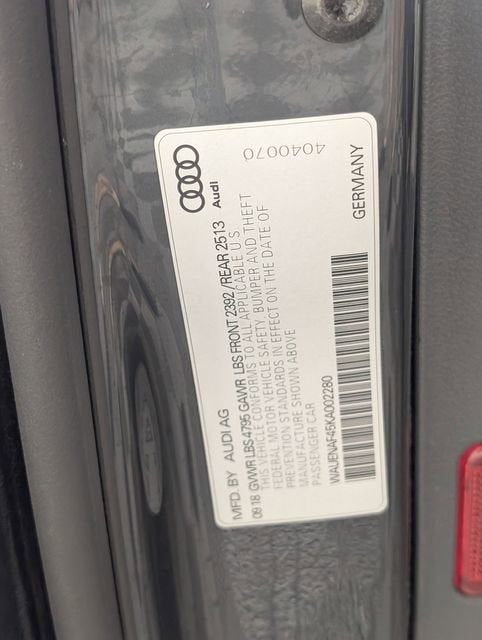 4040070
Audi
MFD. BY AUDI AG
09 18 GVWR LBS 4795 GAWR LBS FRONT 2392 / REAR 2513
THIS VEHICLE CONFORMS TO ALL APPLICABLE U.S.
FEDERAL MOTOR VEHICLE SAFETY, BUMPER AND THEFT
PREVENTION STANDARDS IN EFFECT ON THE DATE OF
MANUFACTURE SHOWN ABOVE
PASSENGER CAR
WAUENAF45KA002280
GERMANY